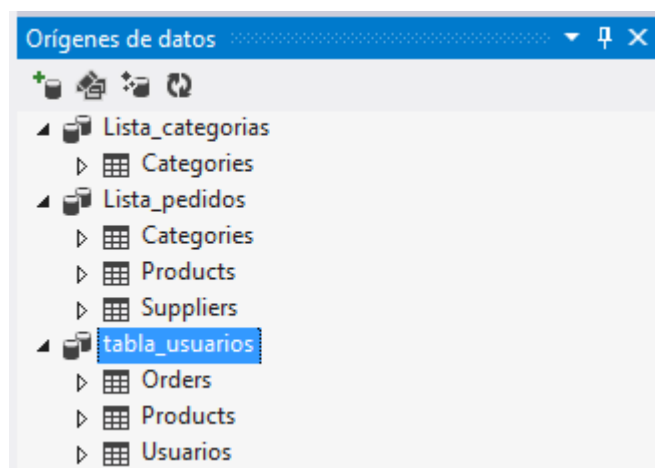 Orígenes de datos
Lista_categorias
Categories
Lista_pedidos
Categories
Products
Suppliers
tabla_usuarios
Orders
Products
Usuarios